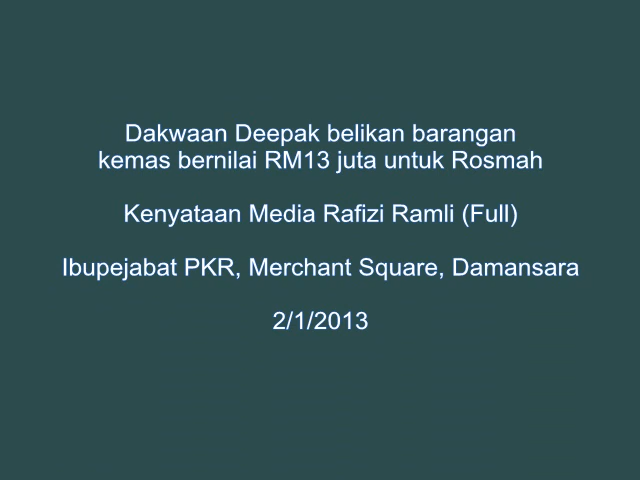 Dakwaan Deepak belikan barangan
kemas bernilai RM13 juta untuk Rosmah
Kenyataan Media Rafizi Ramli (Full)
Ibupejabat PKR, Merchant Square, Damansara
2/1/2013